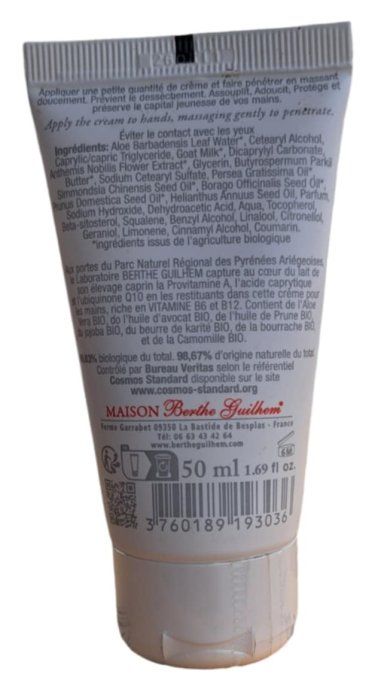 Appliquer une petite quantité de crème et faire pénétrer en massant
doucement. Prévient le dessèchement, Assouplit, Adoucit, Protège et
préserve le capital jeunesse de vos mains.
Apply the cream to hands, massaging gently to penetrate.
Éviter le contact avec les yeux
Ingrédients: Aloe Barbadensis Leaf Water*, Cetearyl Alcohol,
Caprylic/capric Triglyceride, Goat Milk*, Dicaprylyl Carbonate,
Anthemis Nobilis Flower Extract*, Glycerin, Butyrospermum Parkii
Butter*, Sodium Cetearyl Sulfate, Persea Gratissima Oil*,
Simmondsia Chinensis Seed Oil*, Borago Officinalis Seed Oil*,
Prunus Domestica Seed Oil*, Helianthus Annuus Seed Oil, Parfum,
Sodium Hydroxide, Dehydroacetic Acid, Aqua, Tocopherol,
Beta-sitosterol, Squalene, Benzyl Alcohol, Linalool, Citronellol,
Geraniol, Limonene, Cinnamyl Alcohol, Coumarin.
*ingrédients issus de l'agriculture biologique
Aux portes du Parc Naturel Régional des Pyrénées Ariégeoises,
le Laboratoire BERTHE GUILHEM capture au cœur du lait de
son élevage caprin la Provitamine A, l'acide caprytique
et l'ubiquinone Q10 en les restituants dans cette crème pour
les mains, riche en VITAMINE B6 et B12. Contient de l'Aloe
Vera BIO, de l'huile d'avocat BIO, de l'huile de Prune BIO,
du jojoba BIO, du beurre de karité BIO, de la bourrache BIO
et de la Camomille BIO.
biologique du total. 98,67% d'origine naturelle du total
Contrôlé par Bureau Veritas selon le référentiel
Cosmos Standard disponible sur le site
www.cosmos-standard.org
MAISON Berthe Guilhem
Ferme Garrabet 09350 La Bastide de Besplas - France
Tél: 06 63 43 42 64
www.bertheguilhem.com
6M
50 ml 1.69 fl oz.
3 760189 193036